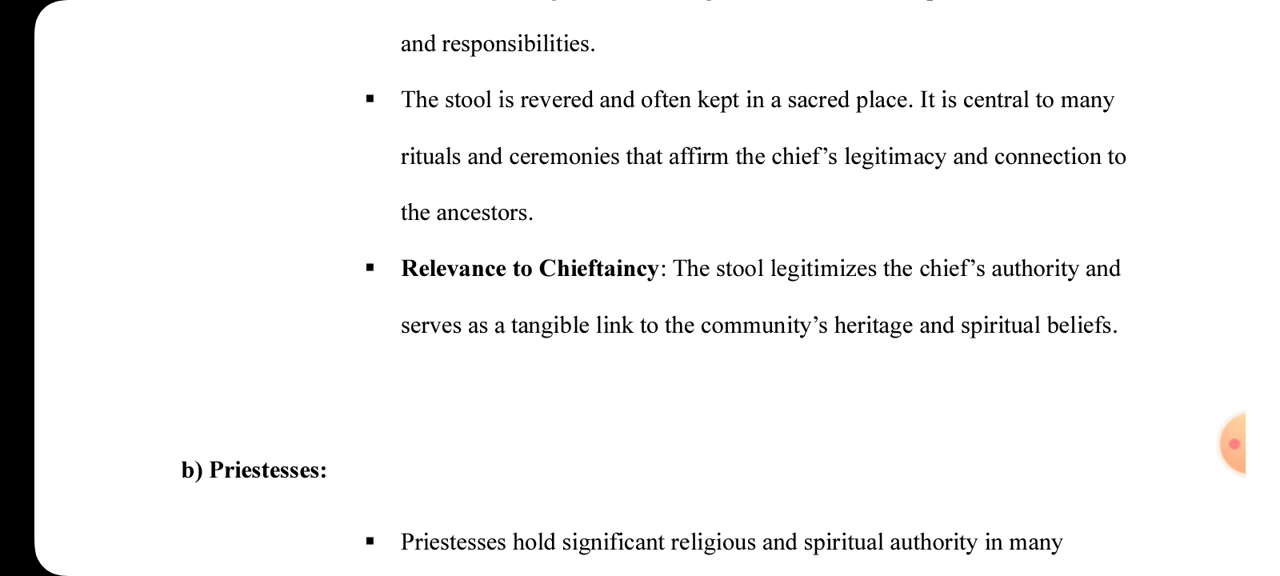 and responsibilities.
▪ The stool is revered and often kept in a sacred place. It is central to many
rituals and ceremonies that affirm the chief’s legitimacy and connection to
the ancestors.
▪ Relevance to Chieftaincy: The stool legitimizes the chief’s authority and
serves as a tangible link to the community’s heritage and spiritual beliefs.
b) Priestesses:
▪ Priestesses hold significant religious and spiritual authority in many